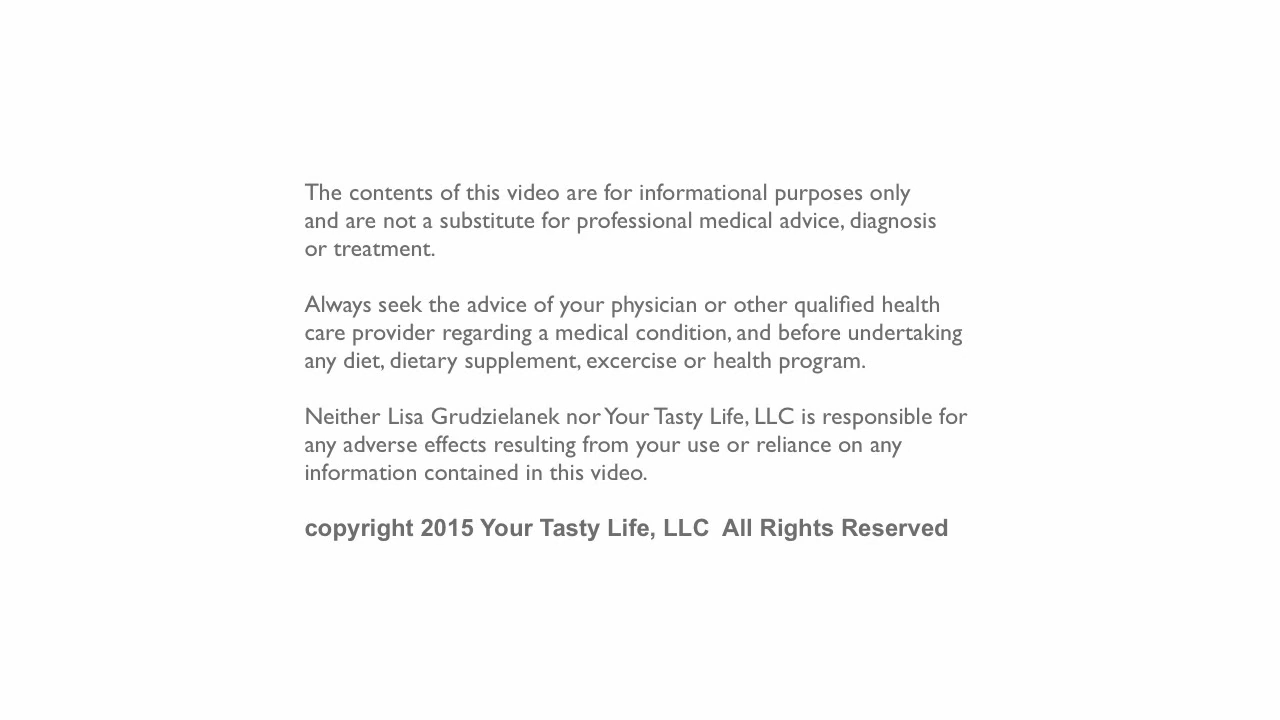 The contents of this video are for informational purposes only
and are not a substitute for professional medical advice, diagnosis
or treatment.
Always seek the advice of your physician or other qualified health
care provider regarding a medical condition, and before undertaking
any diet, dietary supplement, excercise or health program.
Neither Lisa Grudzielanek nor Your Tasty Life, LLC is responsible for
any adverse effects resulting from your use or reliance on any
information contained in this video.
copyright 2015 Your Tasty Life, LLC  All Rights Reserved